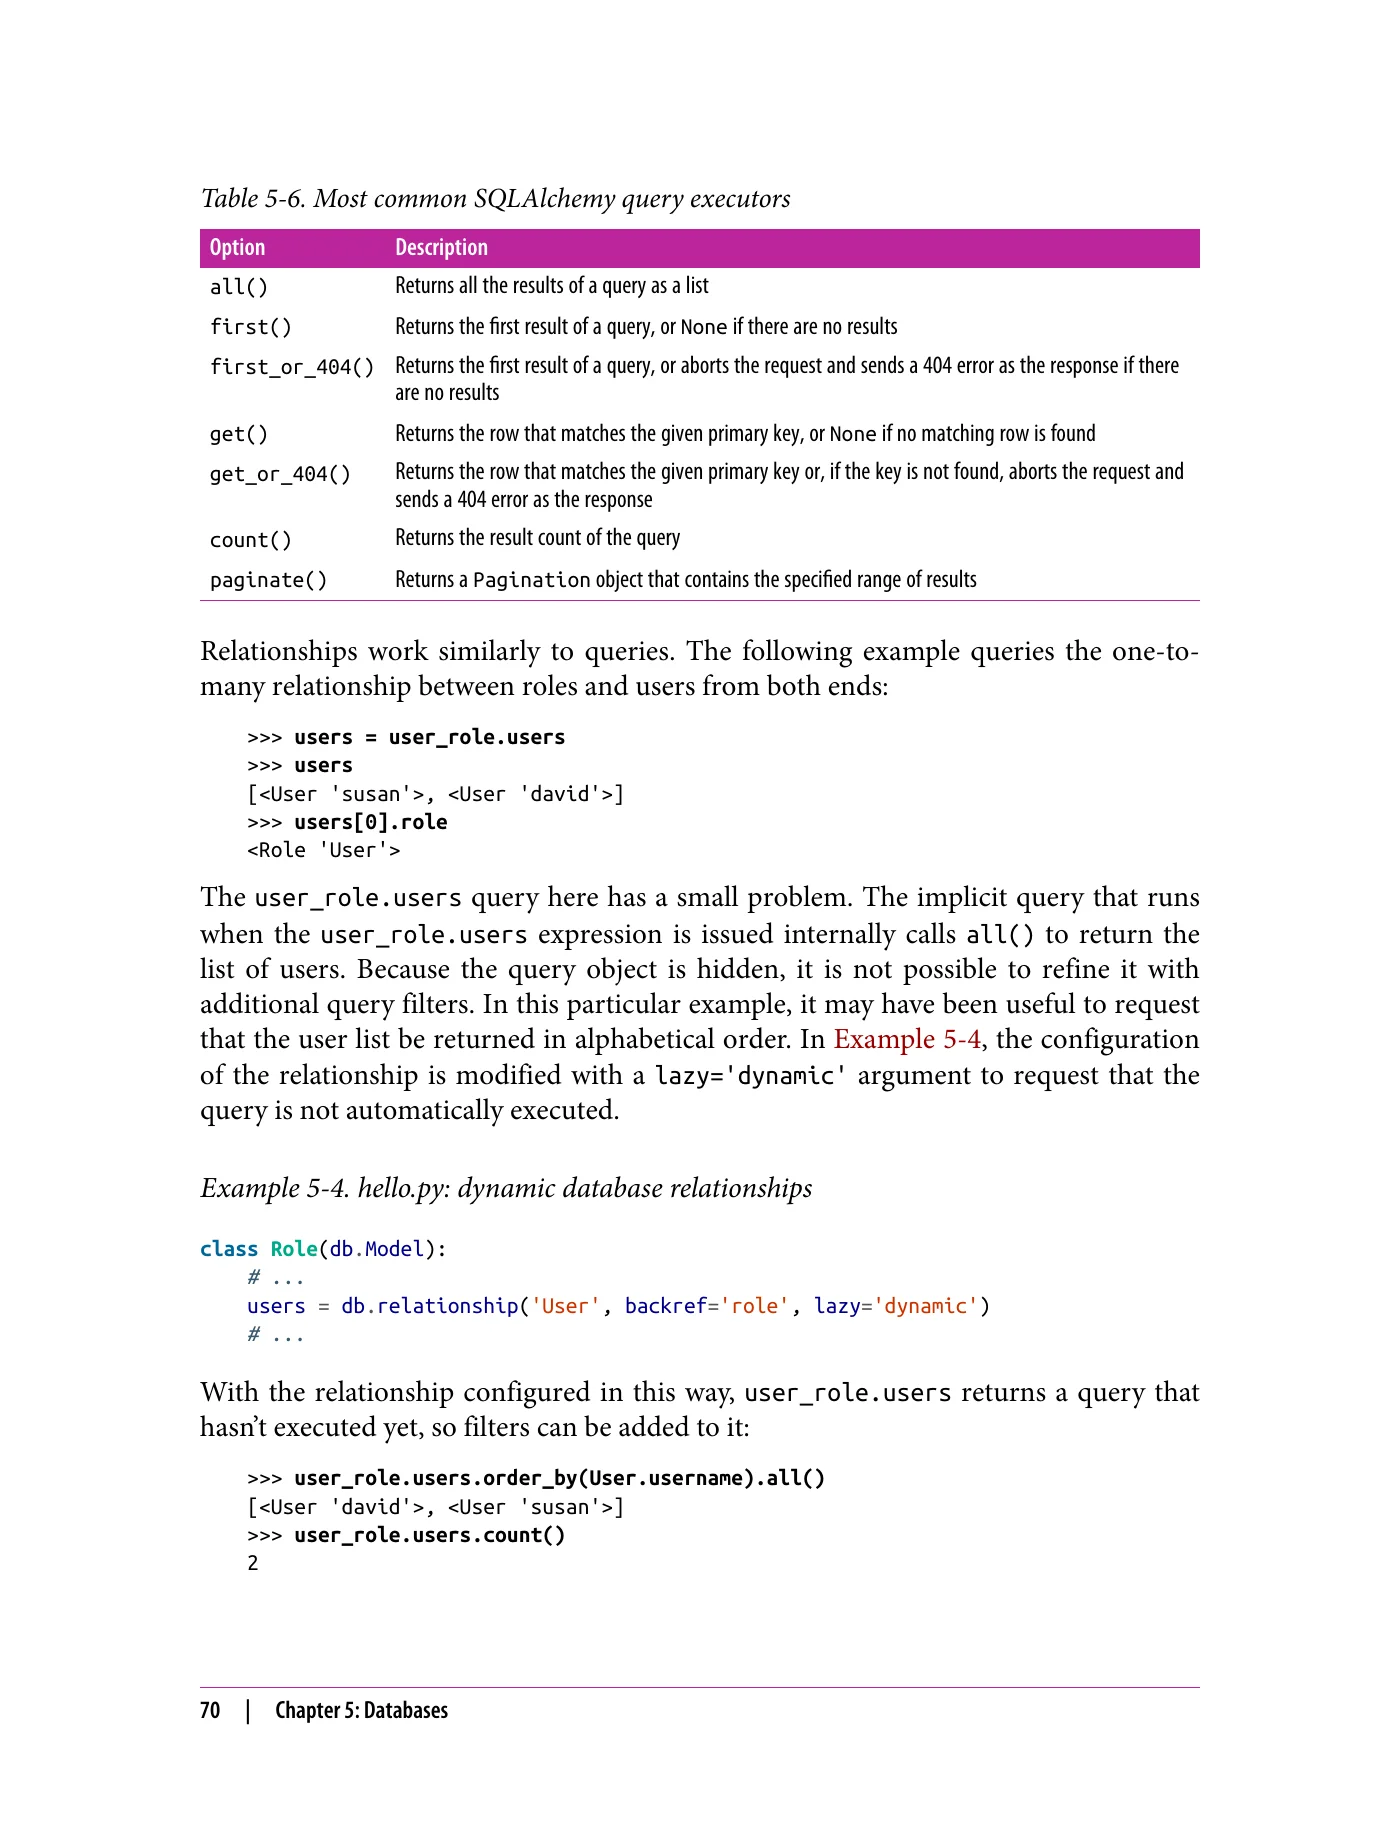 Table 5-6. Most common SQLAlchemy query executors
Option Description
all() Returns all the results of a query as a list
first() Returns the first result of a query, or None if there are no results
first_or_404() Returns the first result of a query, or aborts the request and sends a 404 error as the response if there
are no results
get() Returns the row that matches the given primary key, or None if no matching row is found
get_or_404() Returns the row that matches the given primary key or, if the key is not found, aborts the request and
sends a 404 error as the response
count() Returns the result count of the query
paginate() Returns a Pagination object that contains the specified range of results
Relationships work similarly to queries. The following example queries the one-to-
many relationship between roles and users from both ends:
>>> users = user_role.users
>>> users
[<User 'susan'>, <User 'david'>]
>>> users[0].role
<Role 'User'>
The user_role.users query here has a small problem. The implicit query that runs
when the user_role.users expression is issued internally calls all() to return the
list of users. Because the query object is hidden, it is not possible to refine it with
additional query filters. In this particular example, it may have been useful to request
that the user list be returned in alphabetical order. In Example 5-4, the configuration
of the relationship is modified with a lazy='dynamic' argument to request that the
query is not automatically executed.
Example 5-4. hello.py: dynamic database relationships
class Role(db.Model):
    # ...
    users = db.relationship('User', backref='role', lazy='dynamic')
    # ...
With the relationship configured in this way, user_role.users returns a query that
hasn’t executed yet, so filters can be added to it:
>>> user_role.users.order_by(User.username).all()
[<User 'david'>, <User 'susan'>]
>>> user_role.users.count()
2
70 | Chapter 5: Databases